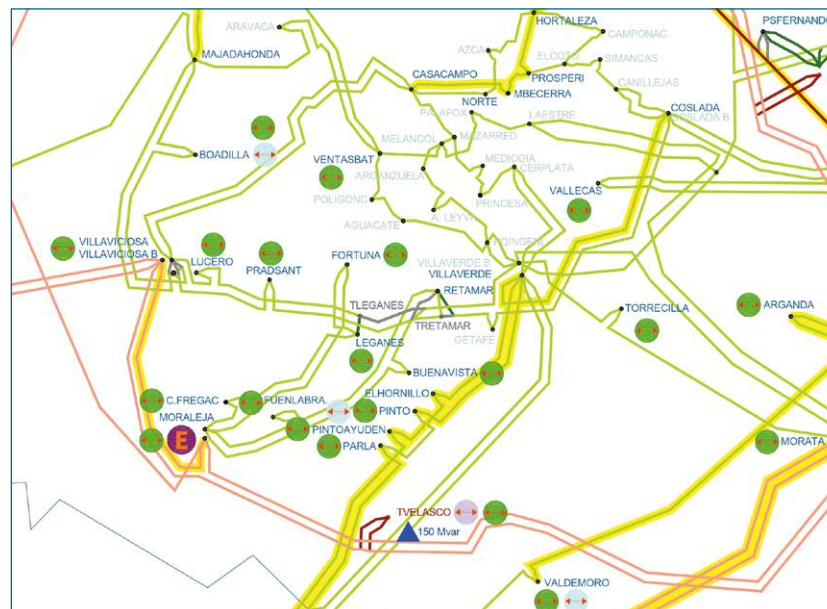 HORTALEZA
PSFERNANDO
ARAVACA
CAMPONAC
AZCA
MAJADAHONDA
ELCOTO
SIMANCAS
CASACAMPO
PROSPERI
CANILLEJAS
NORTE
MBECERRA
PALAFOX
COSLADA
COSLADA B
LAESTRE
MELANCOL
MAZARRED
BOADILLA
VENTASBAT
MEDIODIA
CERPLATA
ARGANZUELA
VALLECAS
POLIGONC
PRINCESA
A. LEYVA
AGUACATE
VILLAVICIOSA
VILLAVICIOSA B
LUCERO
FORTUNA
PRADSANT
VILLAVERDE B
VILLAVERDE
RETAMAR
TLEGANES
TRETAMAR
TORRECILLA
ARGANDA
GETAFE
LEGANES
BUENAVISTA
C.FREGAC
FUENLABRA
ELHORNILLO
MORALEJA
PINTO
E
PINTOAYUDEN
PARLA
MORATA
TVELASCO
150 Mvar
VALDEMORO